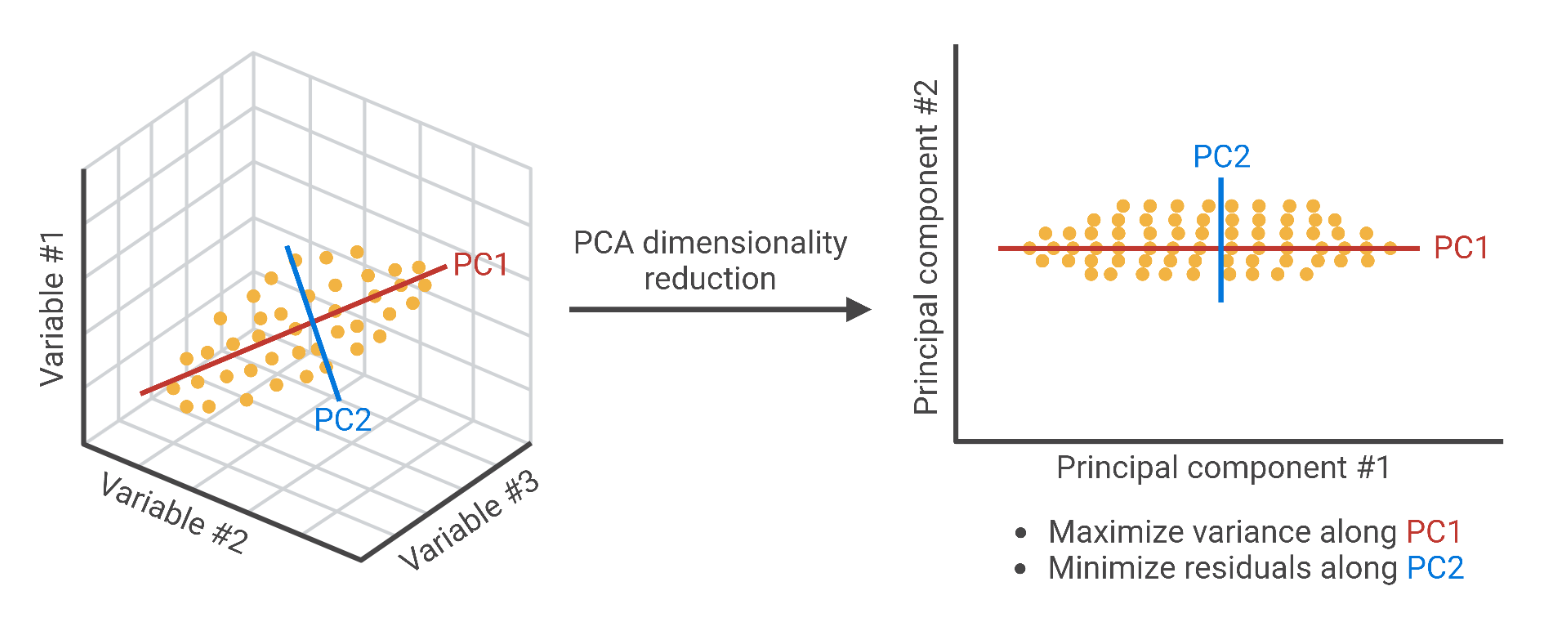 Variable #1
Variable #2
Variable #3
PC1
PC2
PCA dimensionality
reduction
Principal component #2
PC2
PC1
Principal component #1
• Maximize variance along PC1
• Minimize residuals along PC2